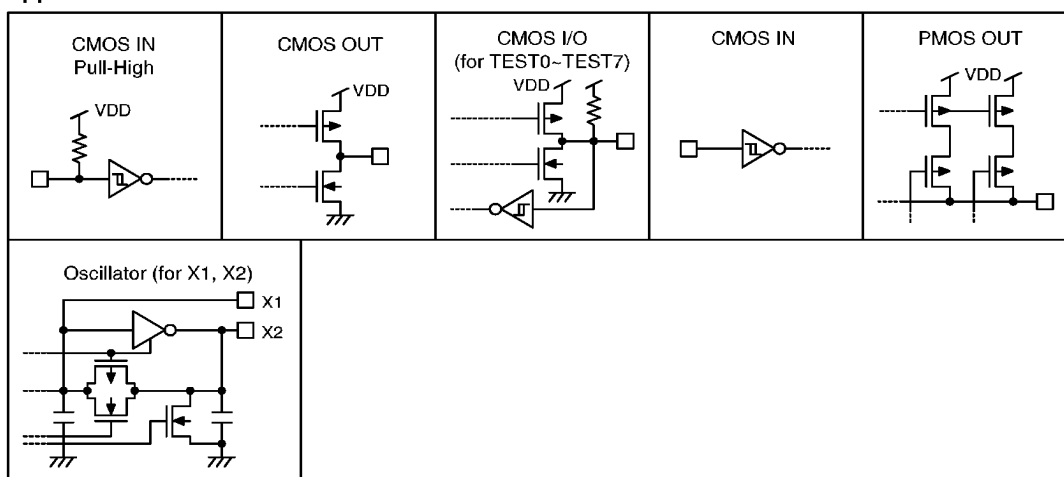 CMOS IN
Pull-High
VDD
CMOS OUT
VDD
CMOS I/O
(for TEST0~TEST7)
VDD
CMOS IN
PMOS OUT
VDD
Oscillator (for X1, X2)
X1
X2